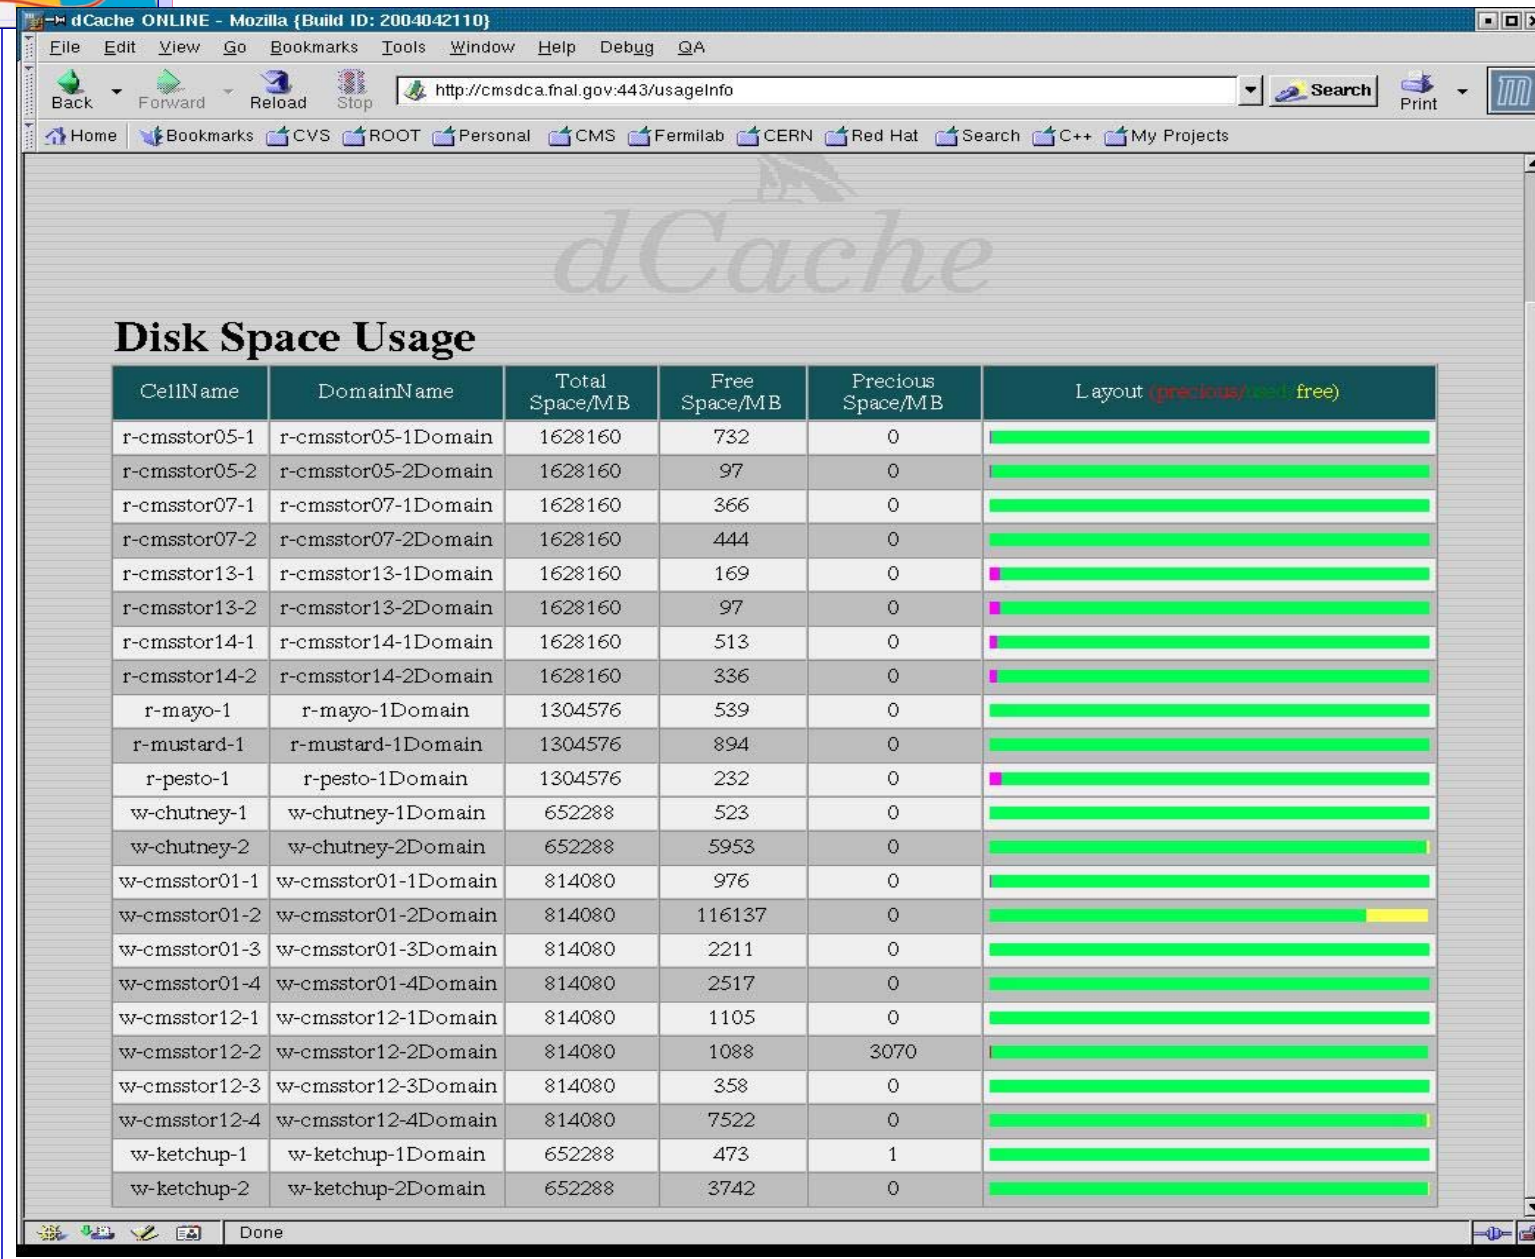 dCache ONLINE - Mozilla {Build ID: 2004042110}
File Edit View Go Bookmarks Tools Window Help Debug QA
Back Forward Reload Stop http://cmsdca.fnal.gov:443/usageInfo Search Print
Home Bookmarks CVS ROOT Personal CMS Fermilab CERN Red Hat Search C++ My Projects
dCache
Disk Space Usage
CellName DomainName Total Space/MB Free Space/MB Precious Space/MB Layout (precious/used/free)
r-cmsstor05-1 r-cmsstor05-1Domain 1628160 732 0
r-cmsstor05-2 r-cmsstor05-2Domain 1628160 97 0
r-cmsstor07-1 r-cmsstor07-1Domain 1628160 366 0
r-cmsstor07-2 r-cmsstor07-2Domain 1628160 444 0
r-cmsstor13-1 r-cmsstor13-1Domain 1628160 169 0
r-cmsstor13-2 r-cmsstor13-2Domain 1628160 97 0
r-cmsstor14-1 r-cmsstor14-1Domain 1628160 513 0
r-cmsstor14-2 r-cmsstor14-2Domain 1628160 336 0
r-mayo-1 r-mayo-1Domain 1304576 539 0
r-mustard-1 r-mustard-1Domain 1304576 894 0
r-pesto-1 r-pesto-1Domain 1304576 232 0
w-chutney-1 w-chutney-1Domain 652288 523 0
w-chutney-2 w-chutney-2Domain 652288 5953 0
w-cmsstor01-1 w-cmsstor01-1Domain 814080 976 0
w-cmsstor01-2 w-cmsstor01-2Domain 814080 116137 0
w-cmsstor01-3 w-cmsstor01-3Domain 814080 2211 0
w-cmsstor01-4 w-cmsstor01-4Domain 814080 2517 0
w-cmsstor12-1 w-cmsstor12-1Domain 814080 1105 0
w-cmsstor12-2 w-cmsstor12-2Domain 814080 1088 3070
w-cmsstor12-3 w-cmsstor12-3Domain 814080 358 0
w-cmsstor12-4 w-cmsstor12-4Domain 814080 7522 0
w-ketchup-1 w-ketchup-1Domain 652288 473 1
w-ketchup-2 w-ketchup-2Domain 652288 3742 0
Done